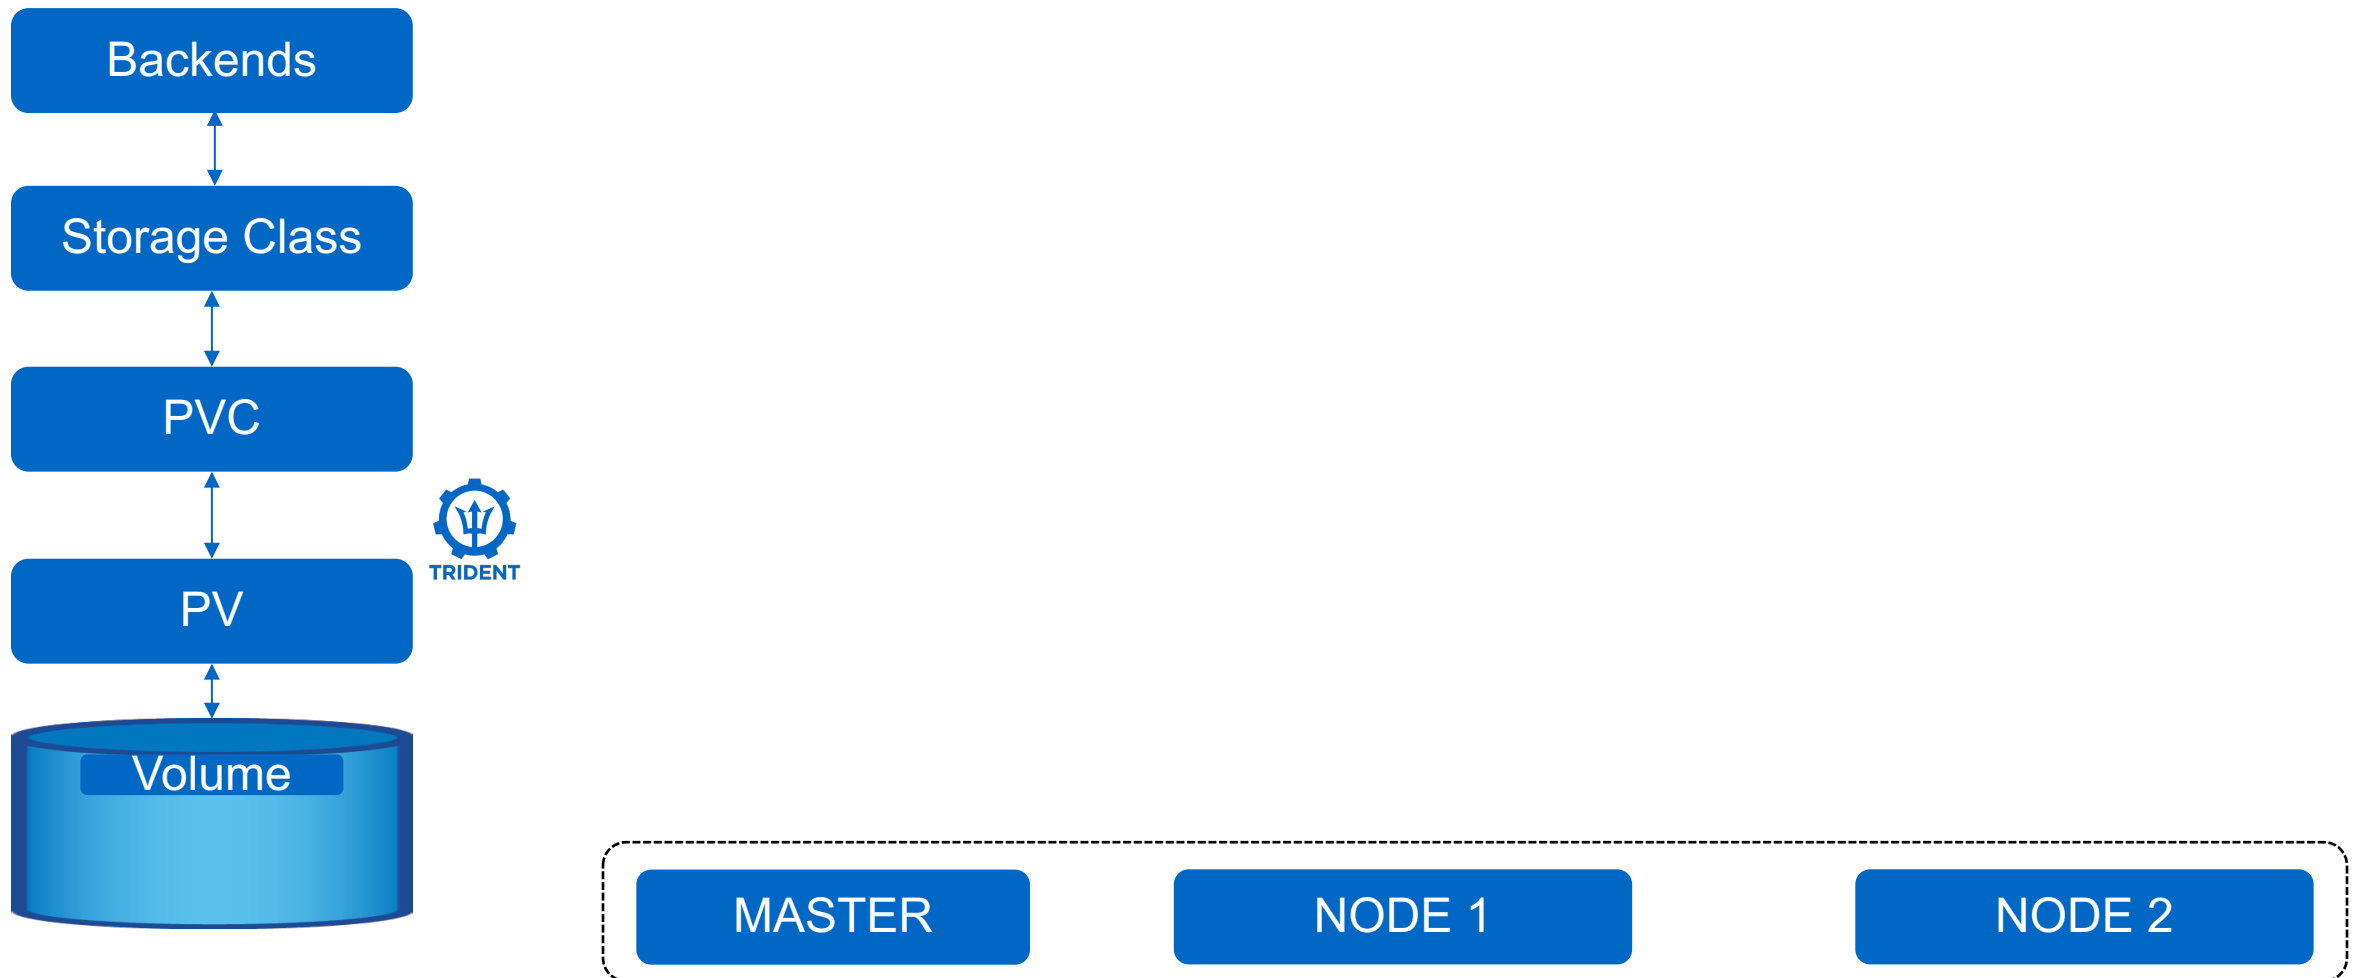 Backends
Storage Class
PVC
TRIDENT
PV
Volume
MASTER
NODE 1
NODE 2